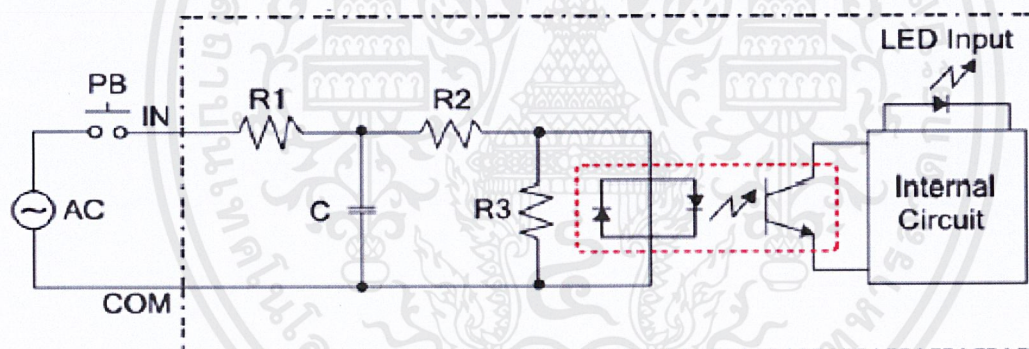 LED Input
PB
IN
R1
R2
AC
C
R3
Internal
Circuit
COM